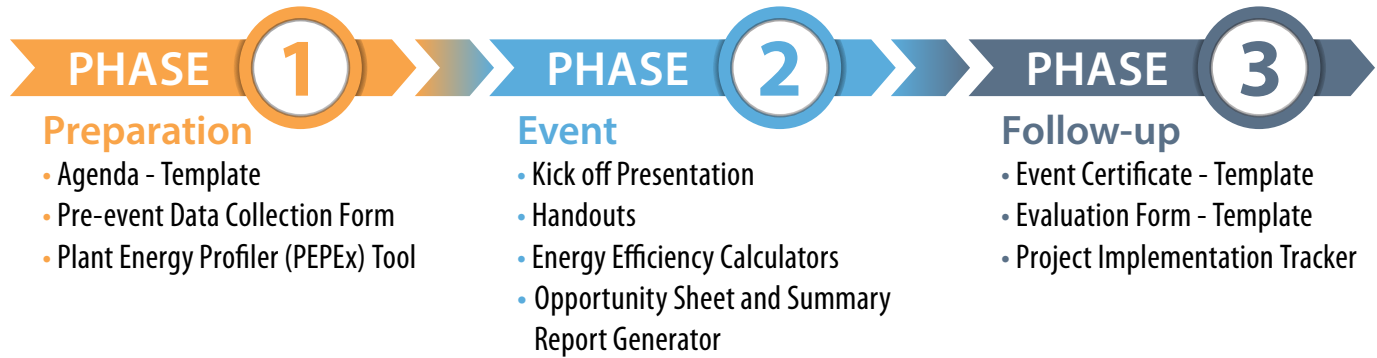 PHASE 1
Preparation
• Agenda - Template
• Pre-event Data Collection Form
• Plant Energy Profiler (PEPEx) Tool
PHASE 2
Event
• Kick off Presentation
• Handouts
• Energy Efficiency Calculators
• Opportunity Sheet and Summary
Report Generator
PHASE 3
Follow-up
• Event Certificate - Template
• Evaluation Form - Template
• Project Implementation Tracker